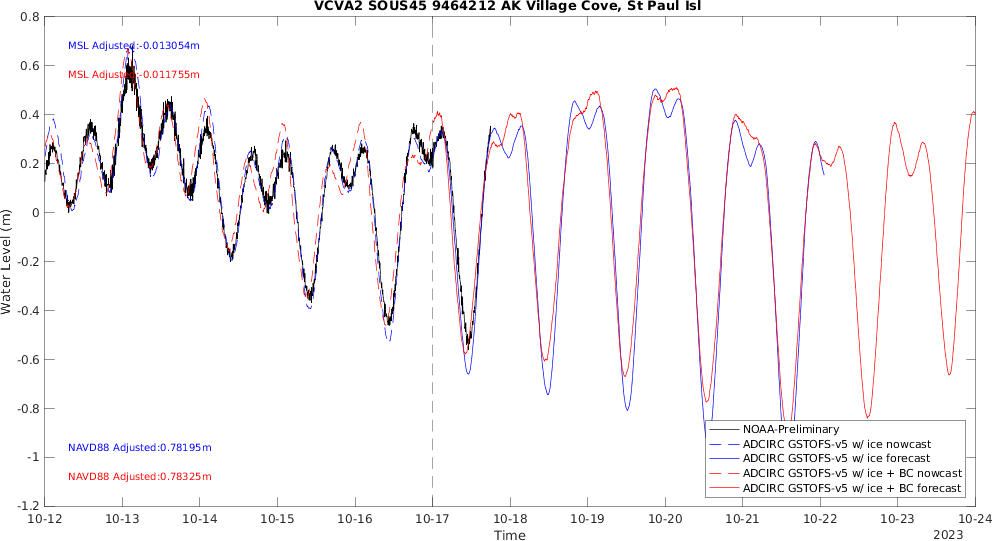 VCVA2 SOUS45 9464212 AK Village Cove, St Paul Isl
0.8
0.6
0.4
0.2
0
-0.2
-0.4
-0.6
-0.8
-1
-1.2
Water Level (m)
MSL Adjusted:-0.013054m
MSL Adjusted:-0.011755m
NAVD88 Adjusted:0.78195m
NAVD88 Adjusted:0.78325m
NOAA-Preliminary
ADCIRC GSTOFS-v5 w/ ice nowcast
ADCIRC GSTOFS-v5 w/ ice forecast
ADCIRC GSTOFS-v5 w/ ice + BC nowcast
ADCIRC GSTOFS-v5 w/ ice + BC forecast
10-12 10-13 10-14 10-15 10-16 10-17 10-18 10-19 10-20 10-21 10-22 10-23 10-24
Time
2023